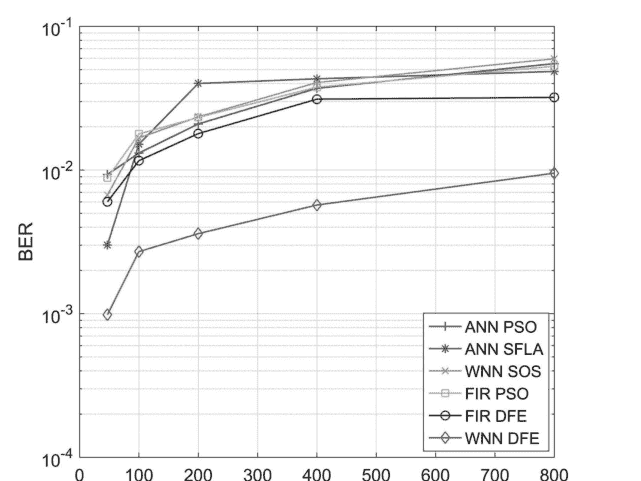 10-1
10-2
BER
10-3
ANN PSO
ANN SFLA
WNN SOS
FIR PSO
FIR DFE
WNN DFE
10-4
0 100 200 300 400 500 600 700 800